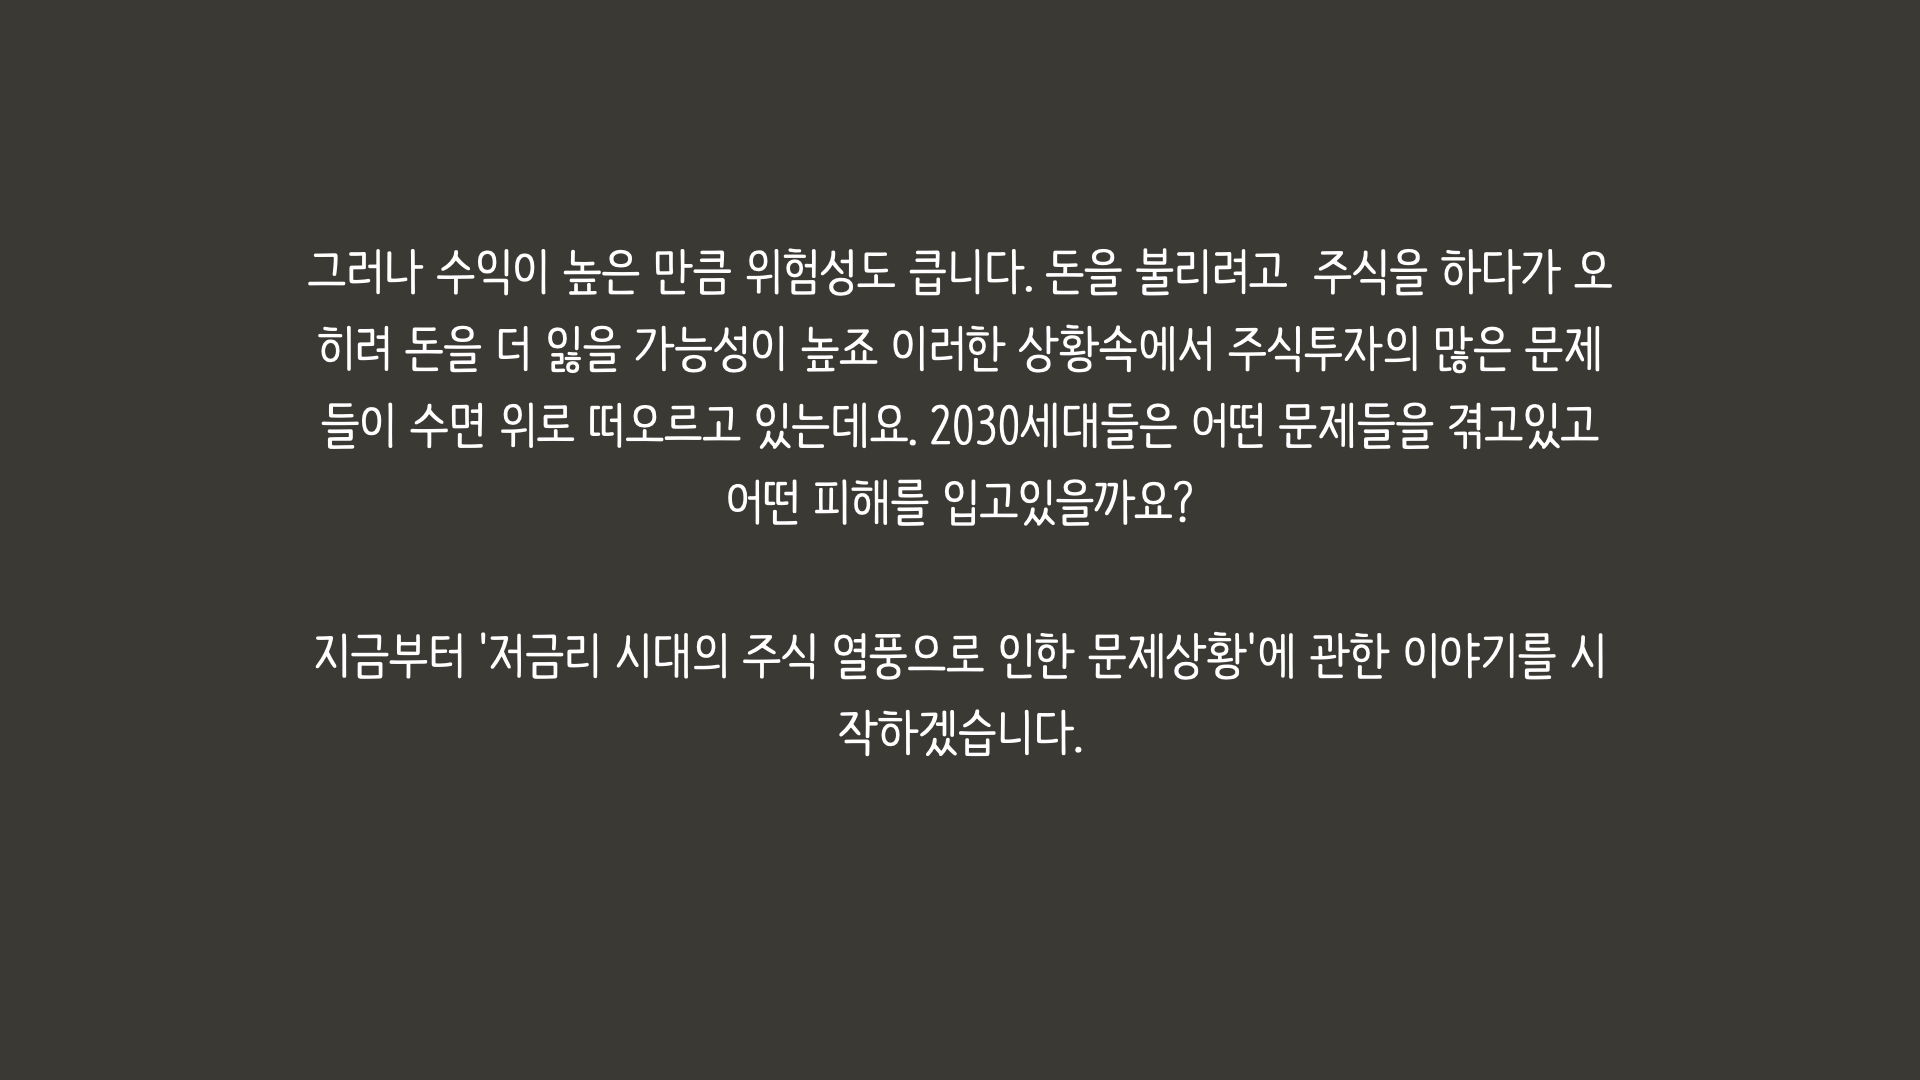 그러나 수익이 높은 만큼 위험성도 큽니다. 돈을 불리려고  주식을 하다가 오
히려 돈을 더 잃을 가능성이 높죠 이러한 상황속에서 주식투자의 많은 문제
들이 수면 위로 떠오르고 있는데요. 2030세대들은 어떤 문제들을 겪고있고
어떤 피해를 입고있을까요?
지금부터 '저금리 시대의 주식 열풍으로 인한 문제상황'에 관한 이야기를 시
작하겠습니다.